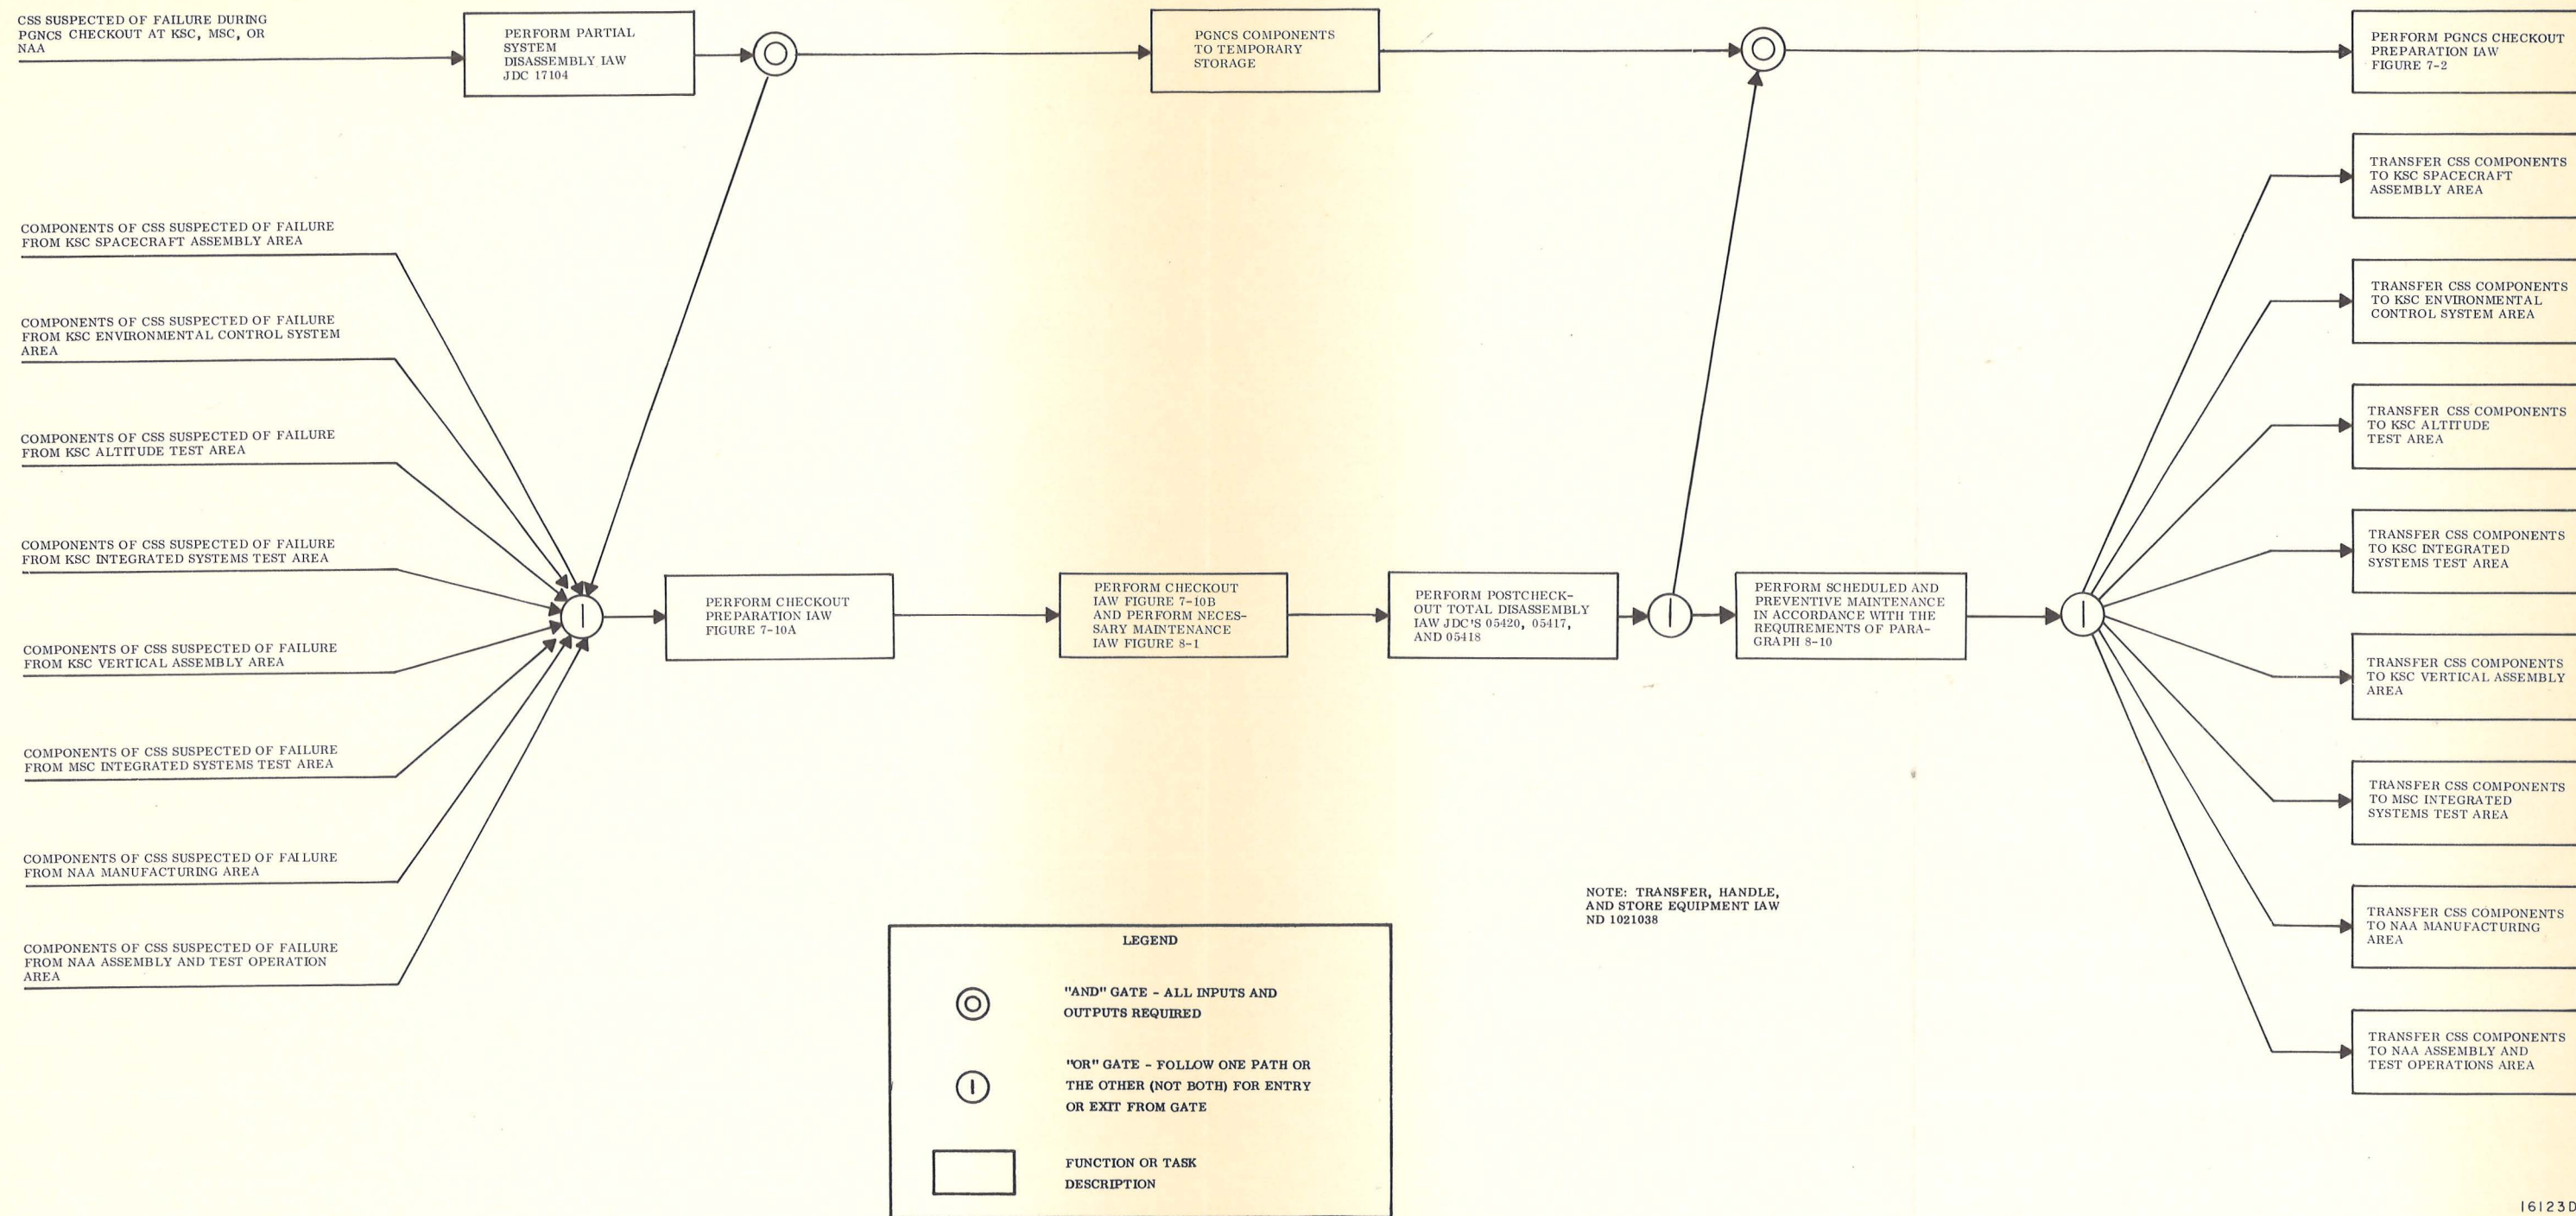 CSS SUSPECTED OF FAILURE DURING
PGNCS CHECKOUT AT KSC, MSC, OR
NAA
PERFORM PARTIAL
SYSTEM
DISASSEMBLY IAW
JDC 17104
PGNCS COMPONENTS
TO TEMPORARY
STORAGE
PERFORM PGNCS CHECKOUT
PREPARATION IAW
FIGURE 7-2
COMPONENTS OF CSS SUSPECTED OF FAILURE
FROM KSC SPACECRAFT ASSEMBLY AREA
COMPONENTS OF CSS SUSPECTED OF FAILURE
FROM KSC ENVIRONMENTAL CONTROL SYSTEM
AREA
COMPONENTS OF CSS SUSPECTED OF FAILURE
FROM KSC ALTITUDE TEST AREA
COMPONENTS OF CSS SUSPECTED OF FAILURE
FROM KSC INTEGRATED SYSTEMS TEST AREA
COMPONENTS OF CSS SUSPECTED OF FAILURE
FROM KSC VERTICAL ASSEMBLY AREA
COMPONENTS OF CSS SUSPECTED OF FAILURE
FROM MSC INTEGRATED SYSTEMS TEST AREA
COMPONENTS OF CSS SUSPECTED OF FAILURE
FROM NAA MANUFACTURING AREA
COMPONENTS OF CSS SUSPECTED OF FAILURE
FROM NAA ASSEMBLY AND TEST OPERATION
AREA
PERFORM CHECKOUT
PREPARATION IAW
FIGURE 7-10A
PERFORM CHECKOUT
IAW FIGURE 7-10B
AND PERFORM NECES-
SARY MAINTENANCE
IAW FIGURE 8-1
PERFORM POSTCHECK-
OUT TOTAL DISASSEMBLY
IAW JDC'S 05420, 05417,
AND 05418
PERFORM SCHEDULED AND
PREVENTIVE MAINTENANCE
IN ACCORDANCE WITH THE
REQUIREMENTS OF PARA-
GRAPH 8-10
TRANSFER CSS COMPONENTS
TO KSC SPACECRAFT
ASSEMBLY AREA
TRANSFER CSS COMPONENTS
TO KSC ENVIRONMENTAL
CONTROL SYSTEM AREA
TRANSFER CSS COMPONENTS
TO KSC ALTITUDE
TEST AREA
TRANSFER CSS COMPONENTS
TO KSC INTEGRATED
SYSTEMS TEST AREA
TRANSFER CSS COMPONENTS
TO KSC VERTICAL ASSEMBLY
AREA
TRANSFER CSS COMPONENTS
TO MSC INTEGRATED
SYSTEMS TEST AREA
TRANSFER CSS COMPONENTS
TO NAA MANUFACTURING
AREA
TRANSFER CSS COMPONENTS
TO NAA ASSEMBLY AND
TEST OPERATIONS AREA
NOTE: TRANSFER, HANDLE,
AND STORE EQUIPMENT IAW
ND 1021038
LEGEND
"AND" GATE - ALL INPUTS AND
OUTPUTS REQUIRED
"OR" GATE - FOLLOW ONE PATH OR
THE OTHER (NOT BOTH) FOR ENTRY
OR EXIT FROM GATE
FUNCTION OR TASK
DESCRIPTION
16123D